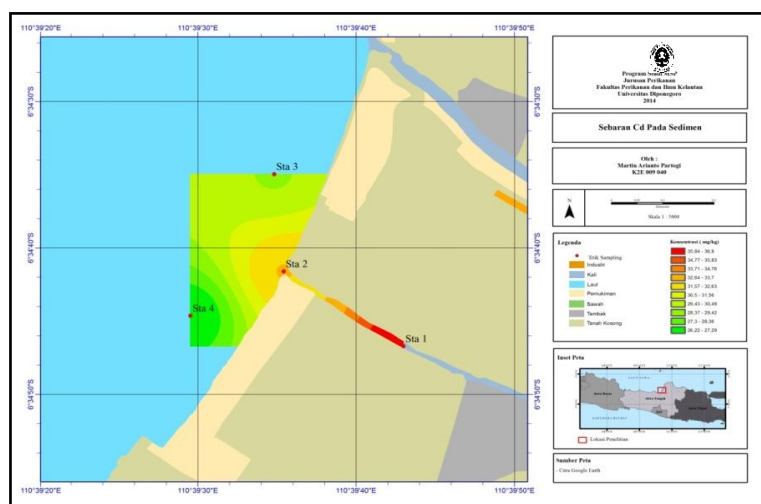 110°39'20"E
110°39'30"E
110°39'40"E
110°39'50"E
6°34'30"S
6°34'40"S
6°34'50"S
Sta 3
Sta 2
Sta 4
Sta 1
6°34'30"S
6°34'40"S
6°34'50"S
110°39'20"E
110°39'30"E
110°39'40"E
110°39'50"E
Program
Jurusan Perikanan
Fakultas Perikanan dan Ilmu Kelautan
Universitas Diponegoro
2014
Sebaran Cd Pada Sedimen
Oleh :
Martin Arianto Partogi
K2E 009 040
N
Skala 1 : 5000
Legenda
Titik Sampling
Industri
Kali
Laut
Pemukiman
Sawah
Tambak
Tanah Kosong
Konsentrasi ( mg/kg)
35,84 - 36,9
34,77 - 35,83
33,71 - 34,76
32,64 - 33,7
31,57 - 32,63
30,5 - 31,56
29,43 - 30,49
28,37 - 29,42
27,3 - 28,36
26,22 - 27,29
Inset Peta
Lokasi Penelitian
Sumber Peta
- Citra Google Earth